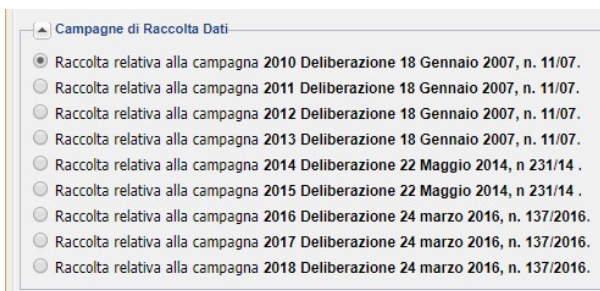 Campagne di Raccolta Dati
Raccolta relativa alla campagna 2010 Deliberazione 18 Gennaio 2007, n. 11/07.
Raccolta relativa alla campagna 2011 Deliberazione 18 Gennaio 2007, n. 11/07.
Raccolta relativa alla campagna 2012 Deliberazione 18 Gennaio 2007, n. 11/07.
Raccolta relativa alla campagna 2013 Deliberazione 18 Gennaio 2007, n. 11/07.
Raccolta relativa alla campagna 2014 Deliberazione 22 Maggio 2014, n 231/14 .
Raccolta relativa alla campagna 2015 Deliberazione 22 Maggio 2014, n 231/14 .
Raccolta relativa alla campagna 2016 Deliberazione 24 marzo 2016, n. 137/2016.
Raccolta relativa alla campagna 2017 Deliberazione 24 marzo 2016, n. 137/2016.
Raccolta relativa alla campagna 2018 Deliberazione 24 marzo 2016, n. 137/2016.